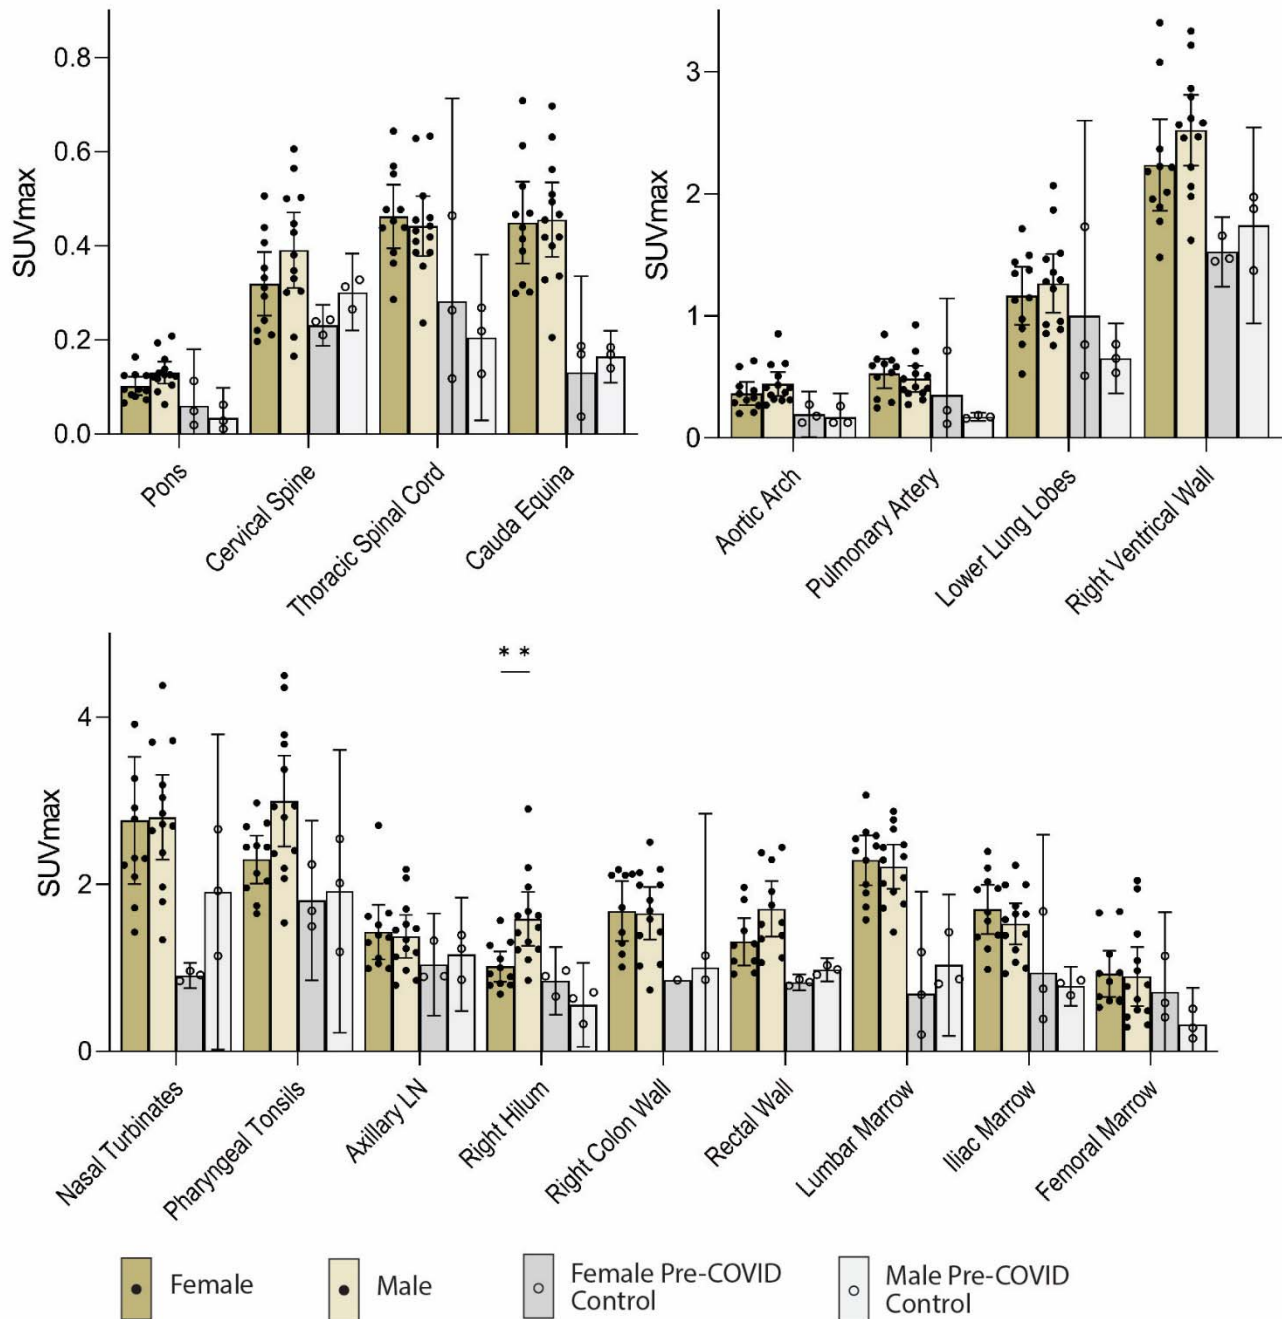 SUVmax
0.8
0.6
0.4
0.2
0.0
Pons
Cervical Spine
Thoracic Spinal Cord
Cauda Equina
SUVmax
3
2
1
0
Aortic Arch
Pulmonary Artery
Lower Lung Lobes
Right Ventrical Wall
SUVmax
4
2
0
* *
Nasal Turbinates
Pharyngeal Tonsils
Axillary LN
Right Hilum
Right Colon Wall
Rectal Wall
Lumbar Marrow
Iliac Marrow
Femoral Marrow
Female
Male
Female Pre-COVID
Control
Male Pre-COVID
Control